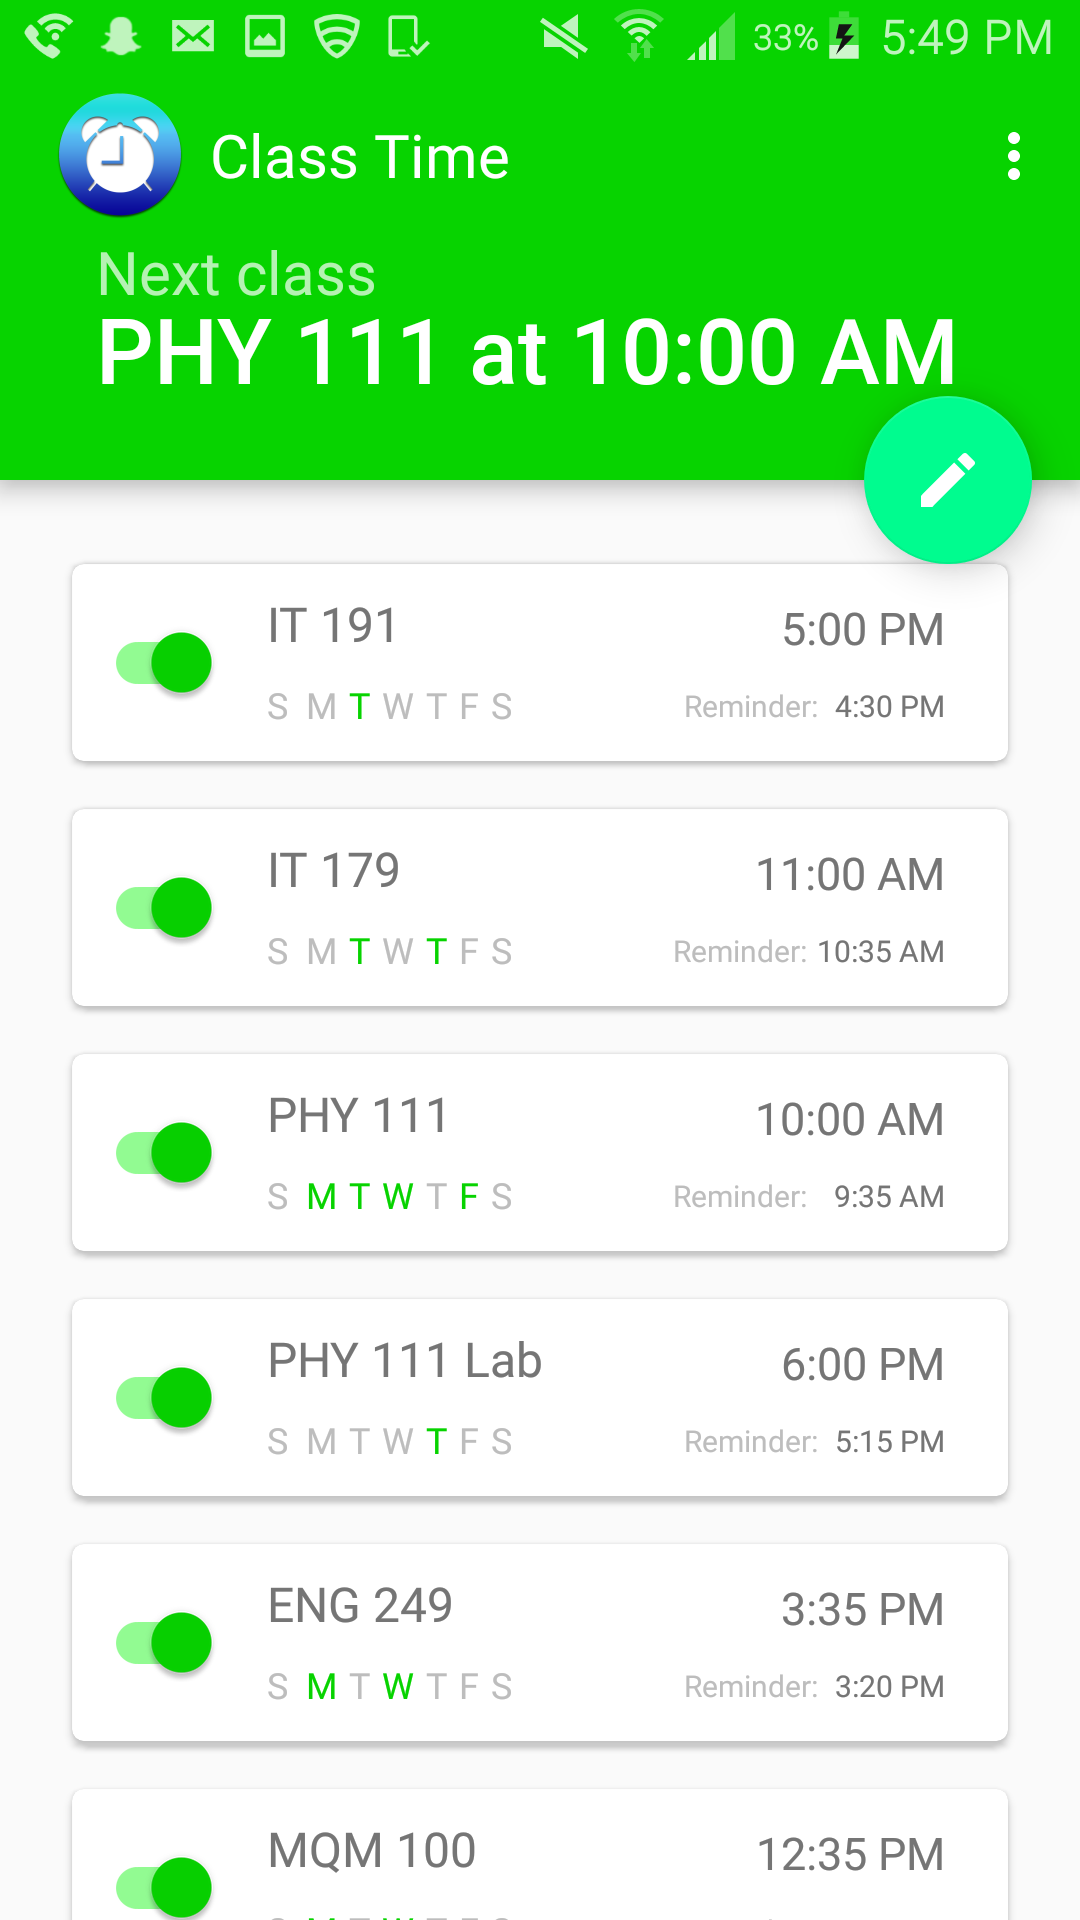 33% 5:49 PM
Class Time
Next class
PHY 111 at 10:00 AM
IT 191 5:00 PM
S M T W T F S Reminder: 4:30 PM
IT 179 11:00 AM
S M T W T F S Reminder: 10:35 AM
PHY 111 10:00 AM
S M T W T F S Reminder: 9:35 AM
PHY 111 Lab 6:00 PM
S M T W T F S Reminder: 5:15 PM
ENG 249 3:35 PM
S M T W T F S Reminder: 3:20 PM
MQM 100 12:35 PM